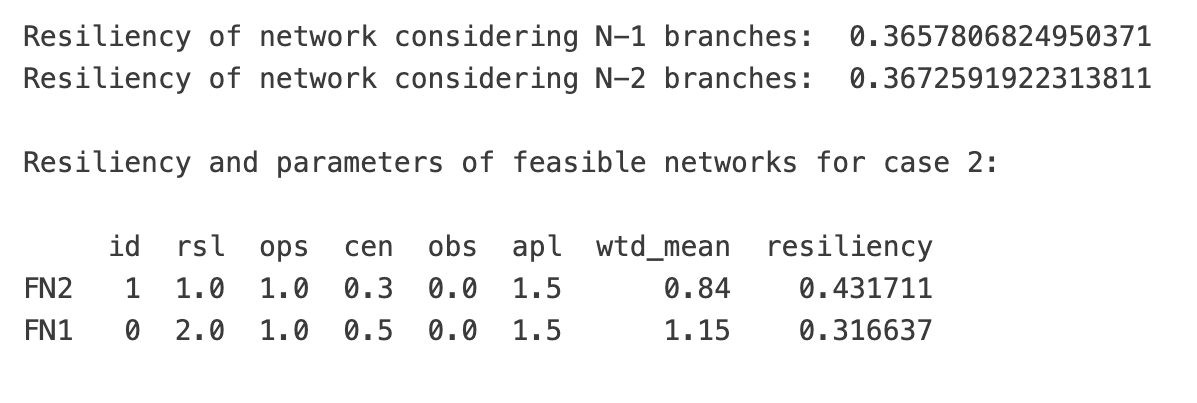 Resiliency of network considering N-1 branches:  0.3657806824950371
Resiliency of network considering N-2 branches:  0.3672591922313811
Resiliency and parameters of feasible networks for case 2:
     id  rsl  ops  cen  obs  apl  wtd_mean  resiliency
FN2   1  1.0  1.0  0.3  0.0  1.5      0.84    0.431711
FN1   0  2.0  1.0  0.5  0.0  1.5      1.15    0.316637